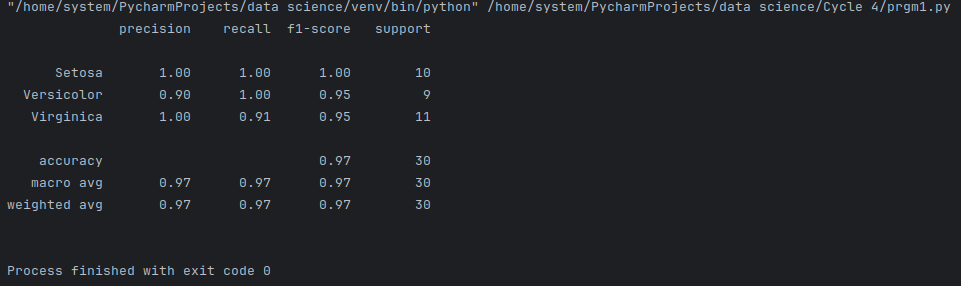 "/home/system/PycharmProjects/data science/venv/bin/python" /home/system/PycharmProjects/data science/Cycle 4/prgm1.py
precision recall f1-score support
Setosa 1.00 1.00 1.00 10
Versicolor 0.90 1.00 0.95 9
Virginica 1.00 0.91 0.95 11
accuracy 0.97 30
macro avg 0.97 0.97 0.97 30
weighted avg 0.97 0.97 0.97 30
Process finished with exit code 0